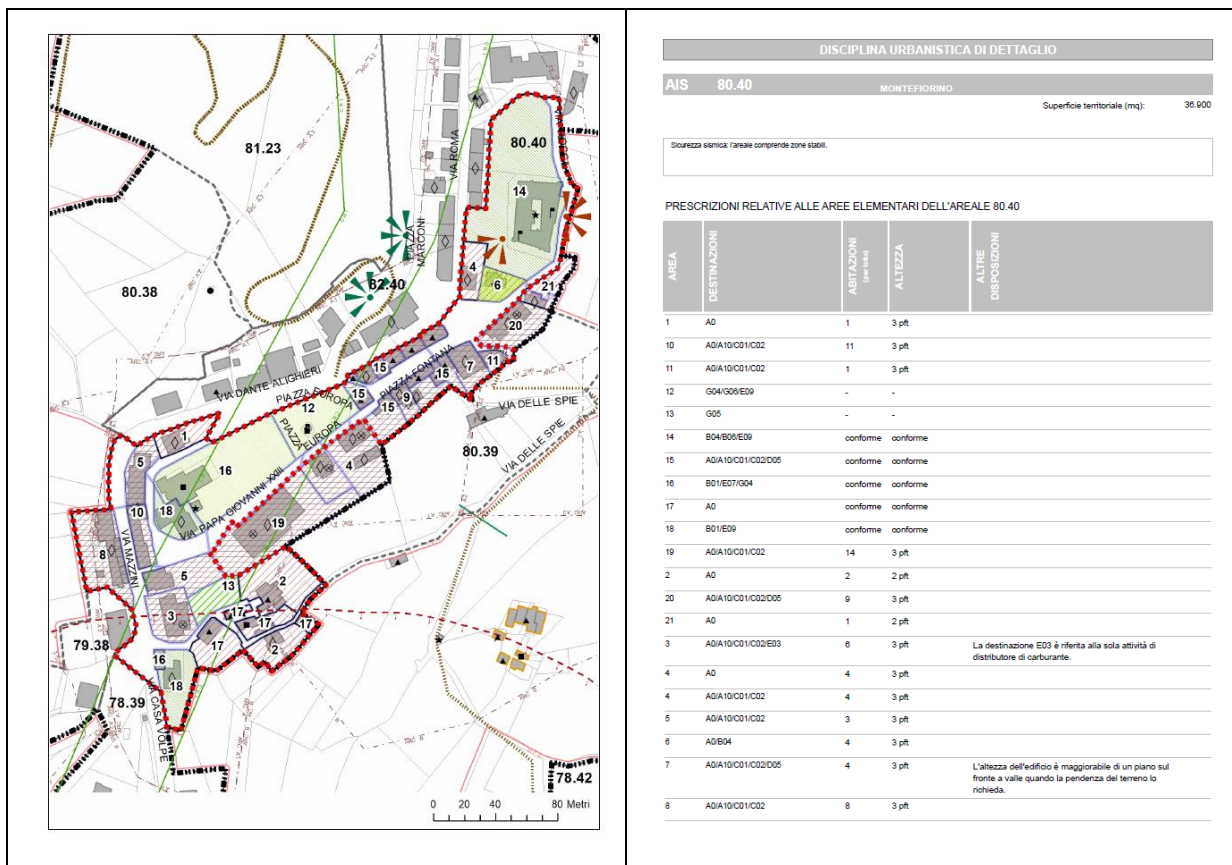 81.23
80.40
VIA ROMA
14
PIAZZA
MARCONI
4
6
80.38
82.40
21
20
VIA DANTE ALIGHIERI
PIAZZA EUROPA
15
PIAZZA FONTANA
11
7
15
15
9
15
12
PIAZZA
EUROPA
VIA DELLE SPIE
VIA DELLE SPIE
80.39
1
5
16
4
18
10
VIA PAPA GIOVANNI XXIII
19
8
VIA MAZZINI
5
13
2
3
17
17
17
17
2
79.38
16
18
78.39
VIA CASA VOLPE
78.42
0 20 40 80 Metri
DISCIPLINA URBANISTICA DI DETTAGLIO
AIS 80.40 MONTEFIORINO
Superficie territoriale (mq): 36.900
Sicurezza sismica: l'areale comprende zone stabili.
PRESCRIZIONI RELATIVE ALLE AREE ELEMENTARI DELL'AREALE 80.40
AREA DESTINAZIONI ABITAZIONI (per lotto) ALTEZZA ALTRE DISPOSIZIONI
1 A0 1 3 pft
10 A0/A10/C01/C02 11 3 pft
11 A0/A10/C01/C02 1 3 pft
12 G04/G06/E09 - -
13 G05 - -
14 B04/B06/E09 conforme conforme
15 A0/A10/C01/C02/D05 conforme conforme
16 B01/E07/G04 conforme conforme
17 A0 conforme conforme
18 B01/E09 conforme conforme
19 A0/A10/C01/C02 14 3 pft
2 A0 2 2 pft
20 A0/A10/C01/C02/D05 9 3 pft
21 A0 1 2 pft
3 A0/A10/C01/C02/E03 6 3 pft La destinazione E03 è riferita alla sola attività di
distributore di carburante.
4 A0 4 3 pft
4 A0/A10/C01/C02 4 3 pft
5 A0/A10/C01/C02 3 3 pft
6 A0/B04 4 3 pft
7 A0/A10/C01/C02/D05 4 3 pft L'altezza dell'edificio è maggiorabile di un piano sul
fronte a valle quando la pendenza del terreno lo
richieda.
8 A0/A10/C01/C02 8 3 pft